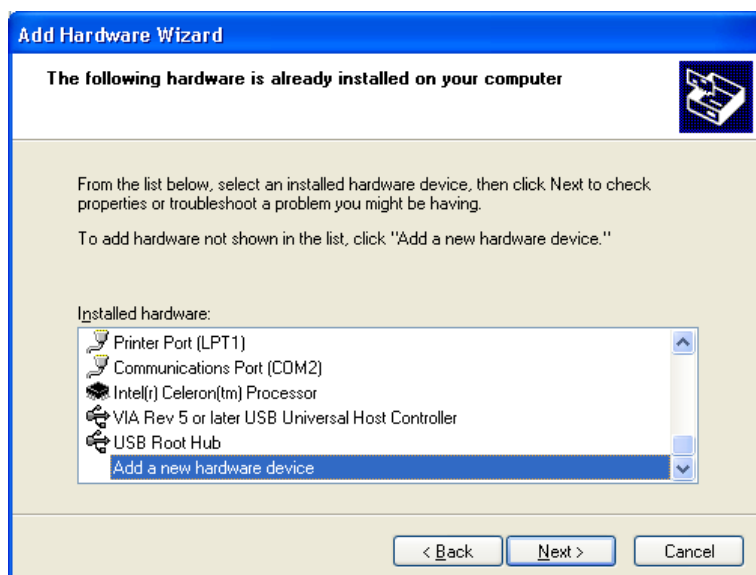 Add Hardware Wizard
The following hardware is already installed on your computer
From the list below, select an installed hardware device, then click Next to check
properties or troubleshoot a problem you might be having.
To add hardware not shown in the list, click "Add a new hardware device."
Installed hardware:
Printer Port (LPT1)
Communications Port (COM2)
Intel(r) Celeron(tm) Processor
VIA Rev 5 or later USB Universal Host Controller
USB Root Hub
Add a new hardware device
< Back Next > Cancel